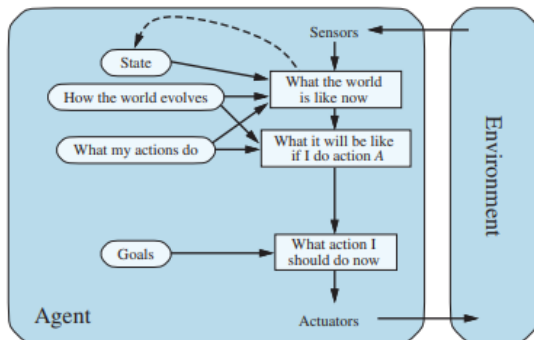 Sensors
State
What the world
is like now
How the world evolves
What my actions do
What it will be like
if I do action A
Goals
What action I
should do now
Agent
Actuators
Environment